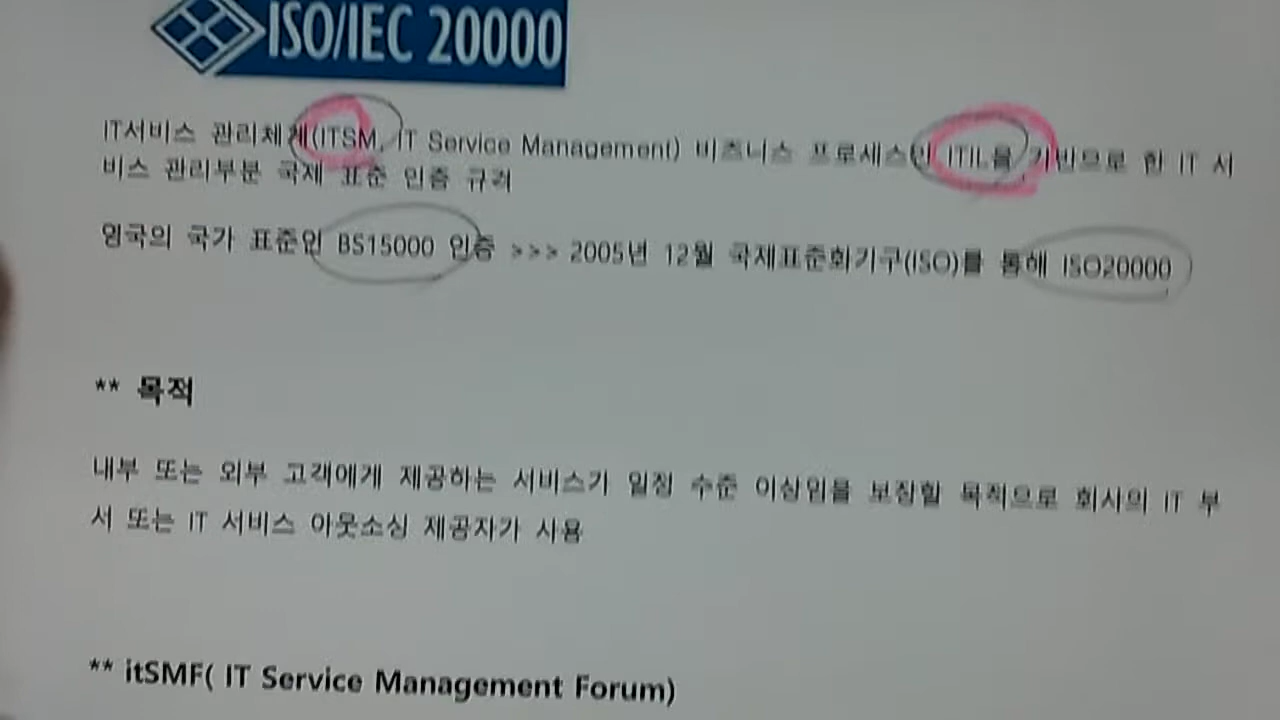 ISO/IEC 20000
IT서비스 관리체계(ITSM, IT Service Management) 비즈니스 프로세스인 ITIL을 기반으로 한 IT 서
비스 관리부분 국제 표준 인증 규격
영국의 국가 표준인 BS15000 인증 >>> 2005년 12월 국제표준화기구(ISO)를 통해 ISO20000
** 목적
내부 또는 외부 고객에게 제공하는 서비스가 일정 수준 이상임을 보장할 목적으로 회사의 IT 부
서 또는 IT 서비스 아웃소싱 제공자가 사용
** itSMF( IT Service Management Forum)